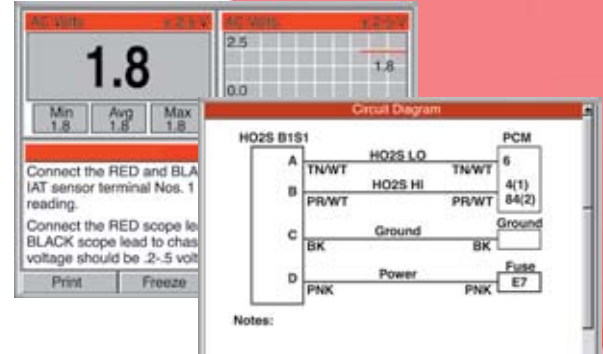 AC Volts ± 2.5 V
1.8
Min 1.8
Avg 1.8
Max 1.8
AC Volts ± 2.5 V
2.5
1.8
0.0
Connect the RED and BLA
IAT sensor terminal Nos. 1
reading.
Connect the RED scope le
BLACK scope lead to chas
voltage should be .2-.5 volt
Print Freeze
Circuit Diagram
HO2S B1S1 PCM
A TN/WT HO2S LO TN/WT 6
B PR/WT HO2S HI PR/WT 4(1) 84(2)
C BK Ground BK Ground
D PNK Power PNK Fuse E7
Notes: